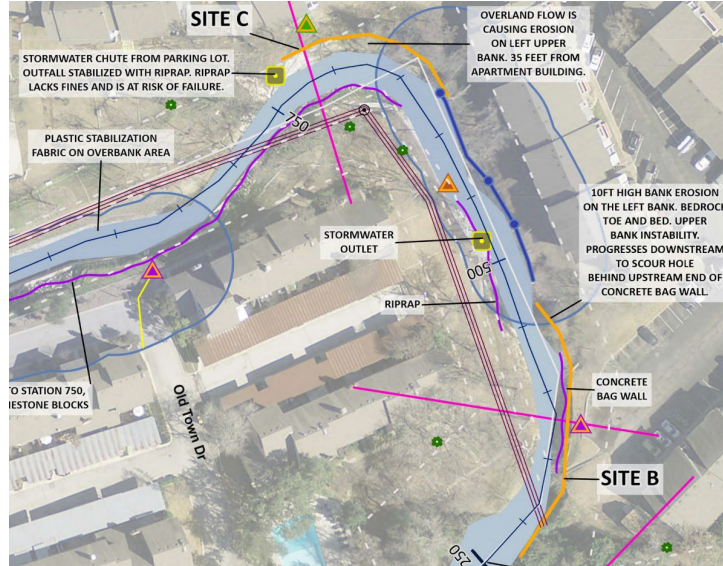 SITE C
OVERLAND FLOW IS
CAUSING EROSION
ON LEFT UPPER
BANK. 35 FEET FROM
APARTMENT BUILDING.
STORMWATER CHUTE FROM PARKING LOT.
OUTFALL STABILIZED WITH RIPRAP. RIPRAP
LACKS FINES AND IS AT RISK OF FAILURE.
750
PLASTIC STABILIZATION
FABRIC ON OVERBANK AREA
10FT HIGH BANK EROSION
ON THE LEFT BANK. BEDROCK
TOE AND BED. UPPER
BANK INSTABILITY.
PROGRESSES DOWNSTREAM
TO SCOUR HOLE
BEHIND UPSTREAM END OF
CONCRETE BAG WALL.
STORMWATER
OUTLET
500
RIPRAP
TO STATION 750,
MESTONE BLOCKS
Old Town Dr
CONCRETE
BAG WALL
SITE B
250